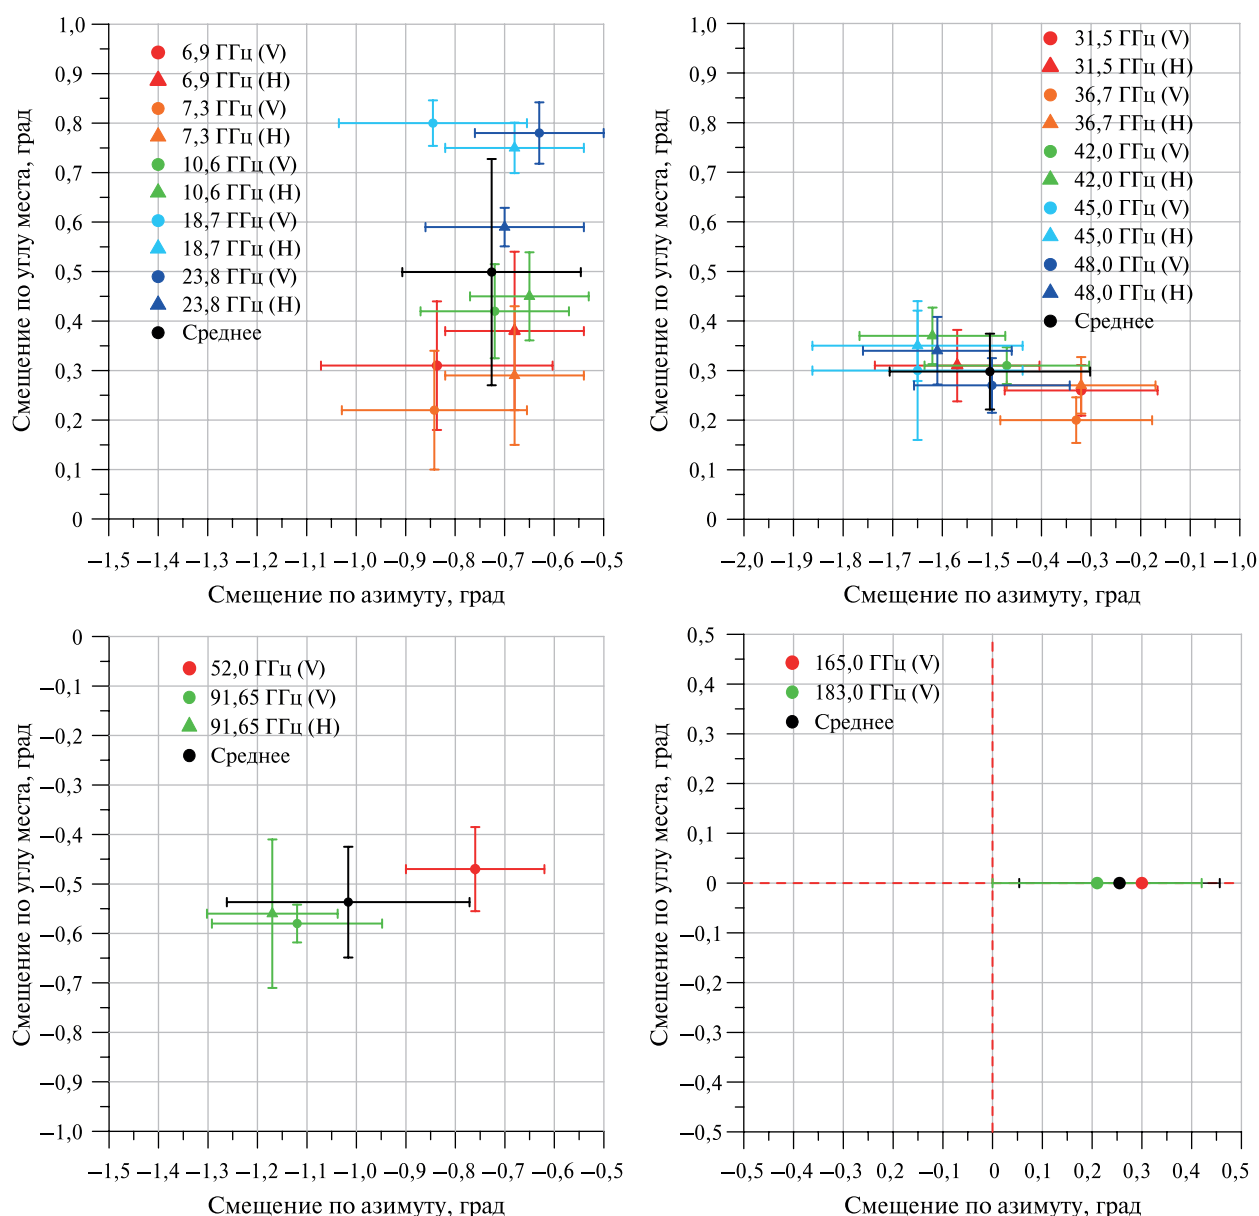 1,0
0,9
0,8
0,7
0,6
0,5
0,4
0,3
0,2
0,1
0
Смещение по углу места, град
6,9 ГГц (V)
6,9 ГГц (H)
7,3 ГГц (V)
7,3 ГГц (H)
10,6 ГГц (V)
10,6 ГГц (H)
18,7 ГГц (V)
18,7 ГГц (H)
23,8 ГГц (V)
23,8 ГГц (H)
Среднее
−1,5 −1,4 −1,3 −1,2 −1,1 −1,0 −0,9 −0,8 −0,7 −0,6 −0,5
Смещение по азимуту, град
1,0
0,9
0,8
0,7
0,6
0,5
0,4
0,3
0,2
0,1
0
Смещение по углу места, град
31,5 ГГц (V)
31,5 ГГц (H)
36,7 ГГц (V)
36,7 ГГц (H)
42,0 ГГц (V)
42,0 ГГц (H)
45,0 ГГц (V)
45,0 ГГц (H)
48,0 ГГц (V)
48,0 ГГц (H)
Среднее
−2,0 −1,9 −1,8 −1,7 −1,6 −1,5 −0,4 −0,3 −0,2 −0,1 −1,0
Смещение по азимуту, град
0
−0,1
−0,2
−0,3
−0,4
−0,5
−0,6
−0,7
−0,8
−0,9
−1,0
Смещение по углу места, град
52,0 ГГц (V)
91,65 ГГц (V)
91,65 ГГц (H)
Среднее
−1,5 −1,4 −1,3 −1,2 −1,1 −1,0 −0,9 −0,8 −0,7 −0,6 −0,5
Смещение по азимуту, град
0,5
0,4
0,3
0,2
0,1
0
−0,1
−0,2
−0,3
−0,4
−0,5
Смещение по углу места, град
165,0 ГГц (V)
183,0 ГГц (V)
Среднее
−0,5 −0,4 −0,3 −0,2 −0,1 0 0,1 0,2 0,3 0,4 0,5
Смещение по азимуту, град